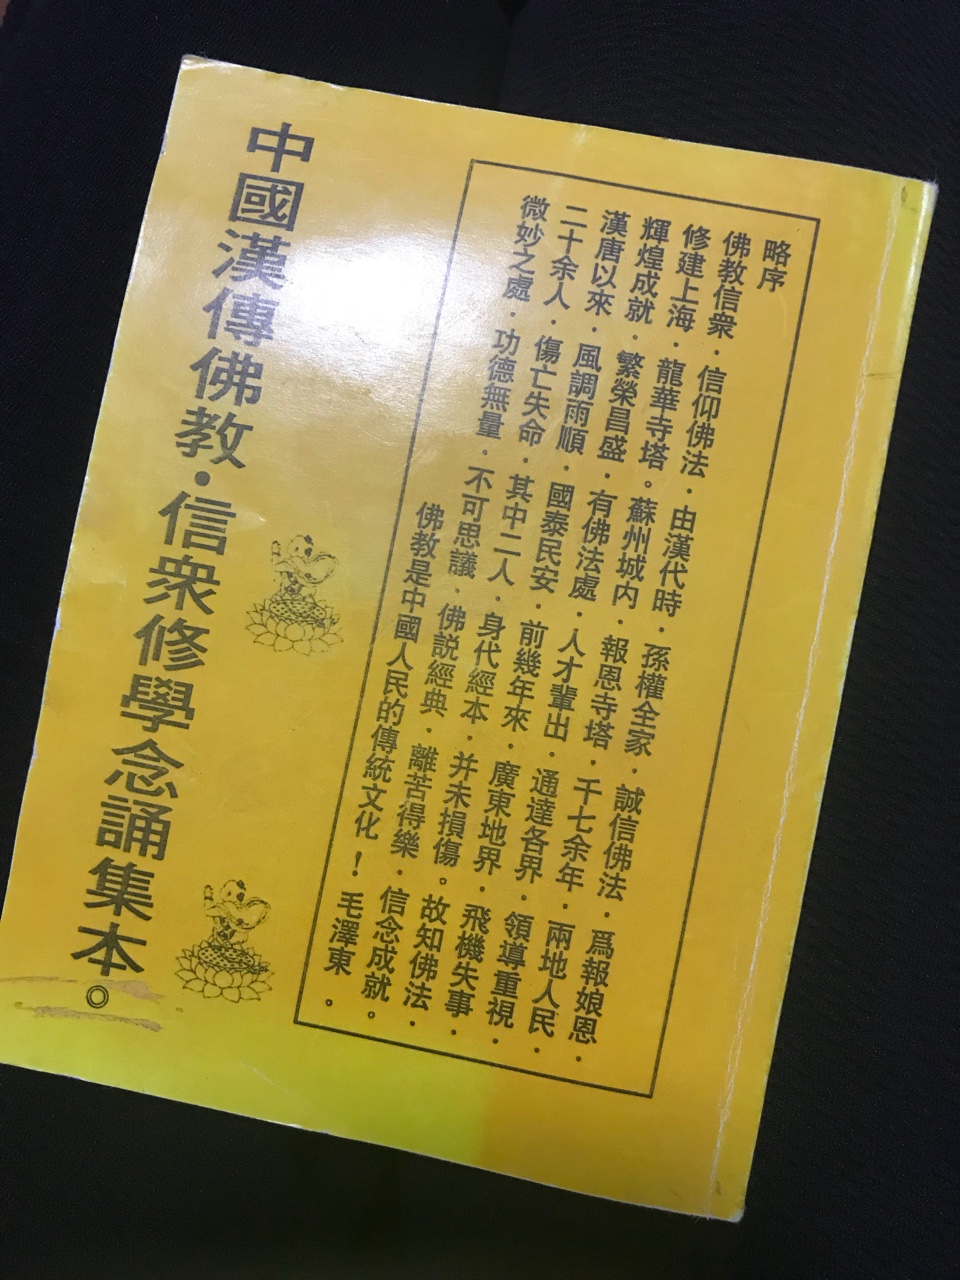 略序
佛教信衆．信仰佛法．由漢代時．孫權全家．誠信佛法．爲報娘恩．
修建上海．龍華寺塔。蘇州城内．報恩寺塔．千七余年．兩地人民．
輝煌成就．繁榮昌盛．有佛法處．人才輩出．通達各界．領導重視．
漢唐以來．風調雨順．國泰民安．前幾年來．廣東地界．飛機失事．
二十余人．傷亡失命．其中二人．身代經本．并未損傷。故知佛法．
微妙之處．功德無量．不可思議．佛説經典．離苦得樂．信念成就。
佛教是中國人民的傳統文化！毛澤東。
中國漢傳佛教·信衆修學念誦集本。